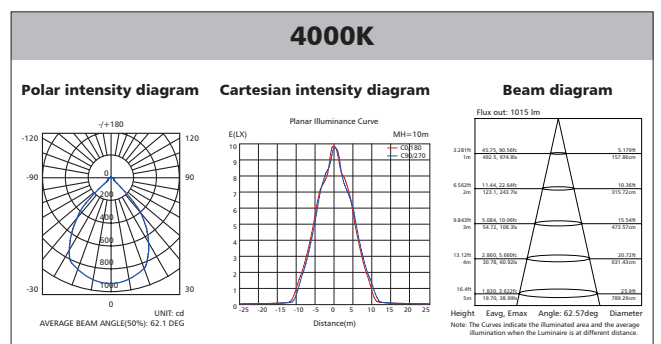 4000K
Polar intensity diagram
Cartesian intensity diagram
Beam diagram
-/+180
-120
120
-90
90
0
200
400
600
800
1000
-30
30
0
UNIT: cd
AVERAGE BEAM ANGLE(50%): 62.1 DEG
Planar Illuminance Curve
E(LX)
MH=10m
C0/180
C90/270
10
9
8
7
6
5
4
3
2
1
0
-25 -20 -15 -10 -5 0 5 10 15 20 25
Distance(m)
Flux out: 1015 lm
3.281ft 45.75, 90.56fc 5.179ft
1m 492.5, 974.8lx 157.86cm
6.562ft 11.44, 22.64fc 10.36ft
2m 123.1, 243.7lx 315.72cm
9.843ft 5.084, 10.06fc 15.54ft
3m 54.72, 108.3lx 473.57cm
13.12ft 2.860, 5.660fc 20.72ft
4m 30.78, 60.92lx 631.43cm
16.4ft 1.830, 3.622fc 25.9ft
5m 19.70, 38.99lx 789.29cm
Height Eavg, Emax Angle: 62.57deg Diameter
Note: The Curves indicate the illuminated area and the average
illumination when the Luminaire is at different distance.